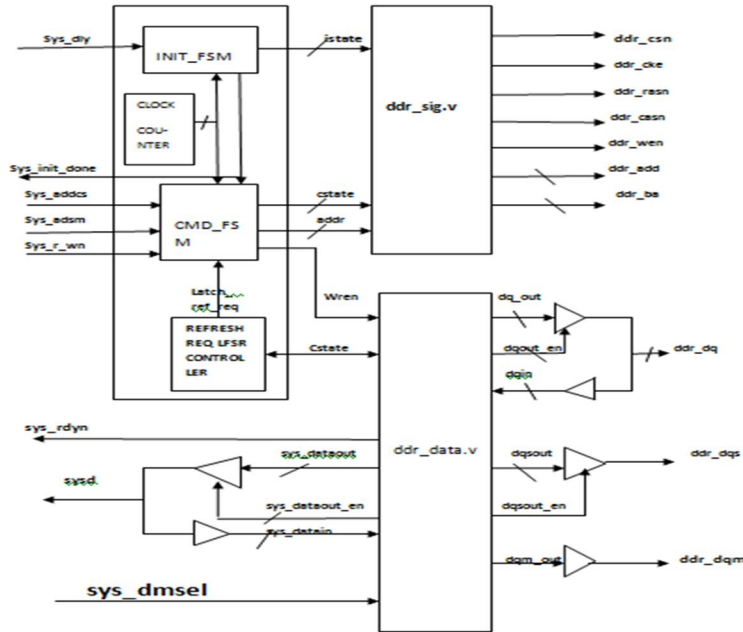 Sys_dly
INIT_FSM
istate
ddr_csn
ddr_cke
ddr_sig.v
ddr_rasn
ddr_casn
ddr_wen
ddr_add
ddr_ba
CLOCK
COU-
NTER
Sys_init_done
Sys_addcs
Sys_adsm
Sys_r_wn
CMD_FS
M
cstate
addr
Latch_
ref_req
Wren
REFRESH
REQ LFSR
CONTROL
LER
Cstate
dq_out
dqout_en
ddr_dq
dqin
sys_rdyn
sys_dataout
ddr_data.v
dqsout
ddr_dqs
sysd
sys_dataout_en
dqsout_en
sys_datain
dqm_out
ddr_dqm
sys_dmsel